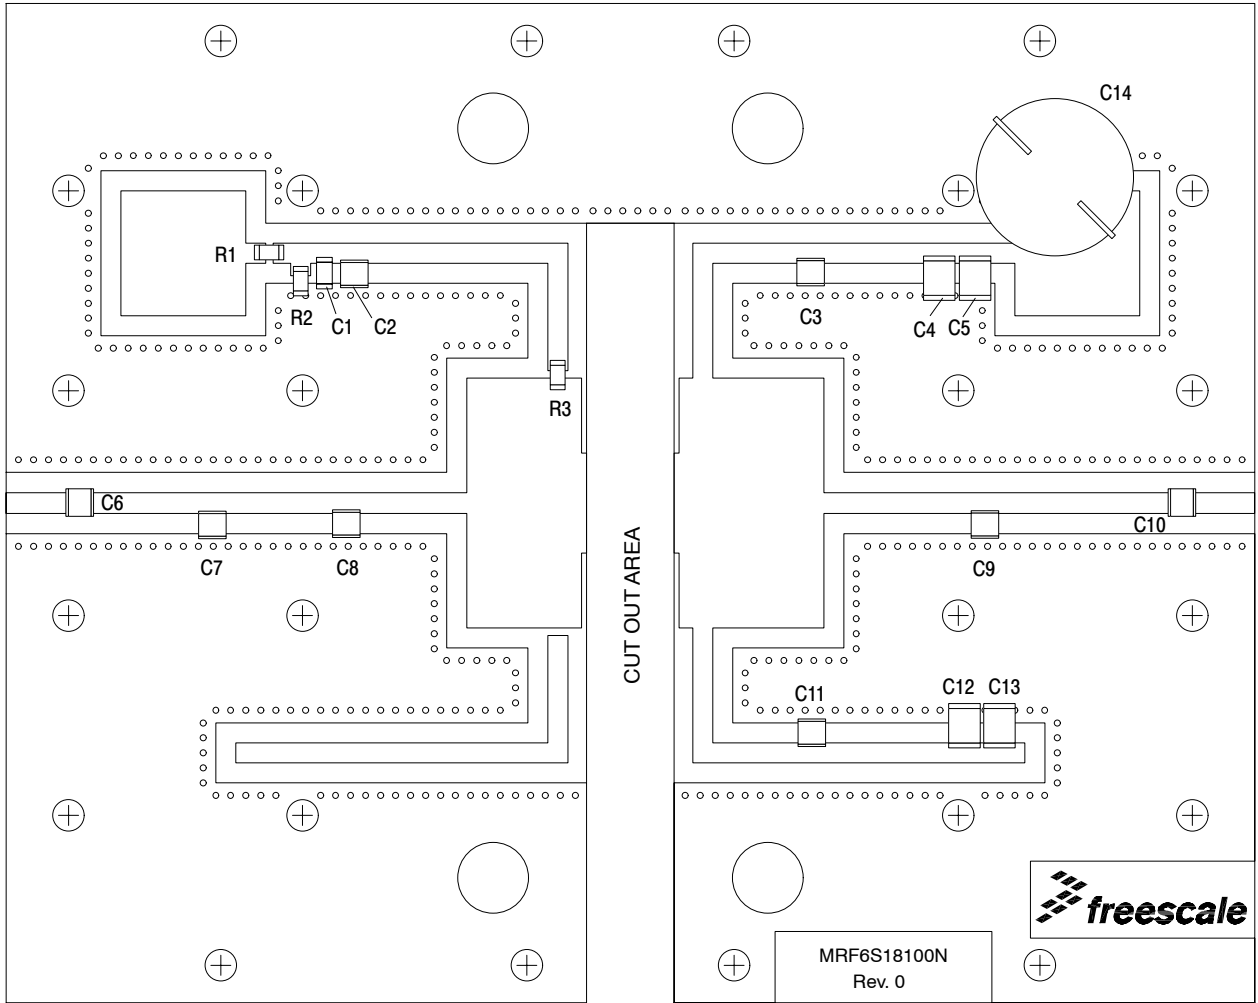 C14
R1
R2
C1
C2
C3
C4
C5
R3
C6
C7
C8
C9
C10
CUT OUT AREA
C11
C12
C13
freescale
MRF6S18100N
Rev. 0